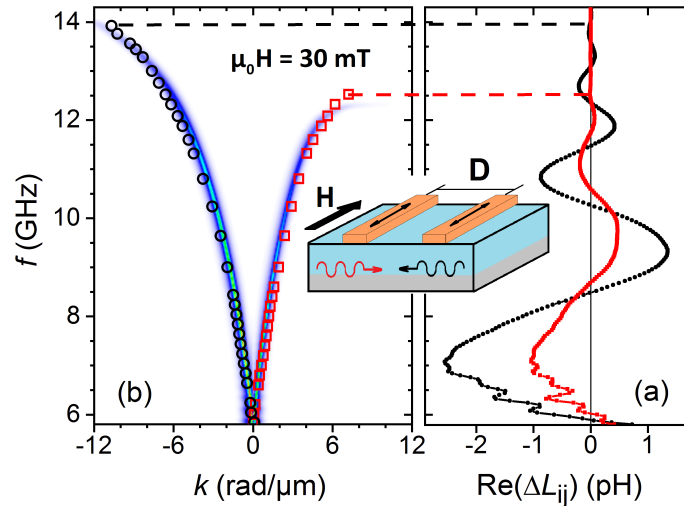 14
12
10
8
6
f (GHz)
μ₀H = 30 mT
(b)
-12
-6
0
6
12
k (rad/μm)
H
D
(a)
-2
-1
0
1
Re(ΔLᵢⱼ) (pH)